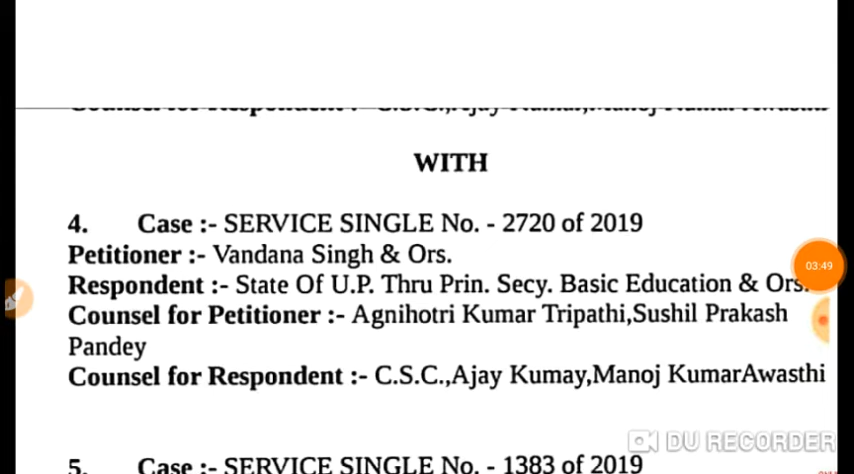 WITH
4. Case :- SERVICE SINGLE No. - 2720 of 2019
Petitioner :- Vandana Singh & Ors.
03:49
Respondent :- State Of U.P. Thru Prin. Secy. Basic Education & Ors.
Counsel for Petitioner :- Agnihotri Kumar Tripathi,Sushil Prakash
Pandey
Counsel for Respondent :- C.S.C.,Ajay Kumay,Manoj KumarAwasthi
DU RECORDER
5. Case :- SERVICE SINGLE No. - 1383 of 2019